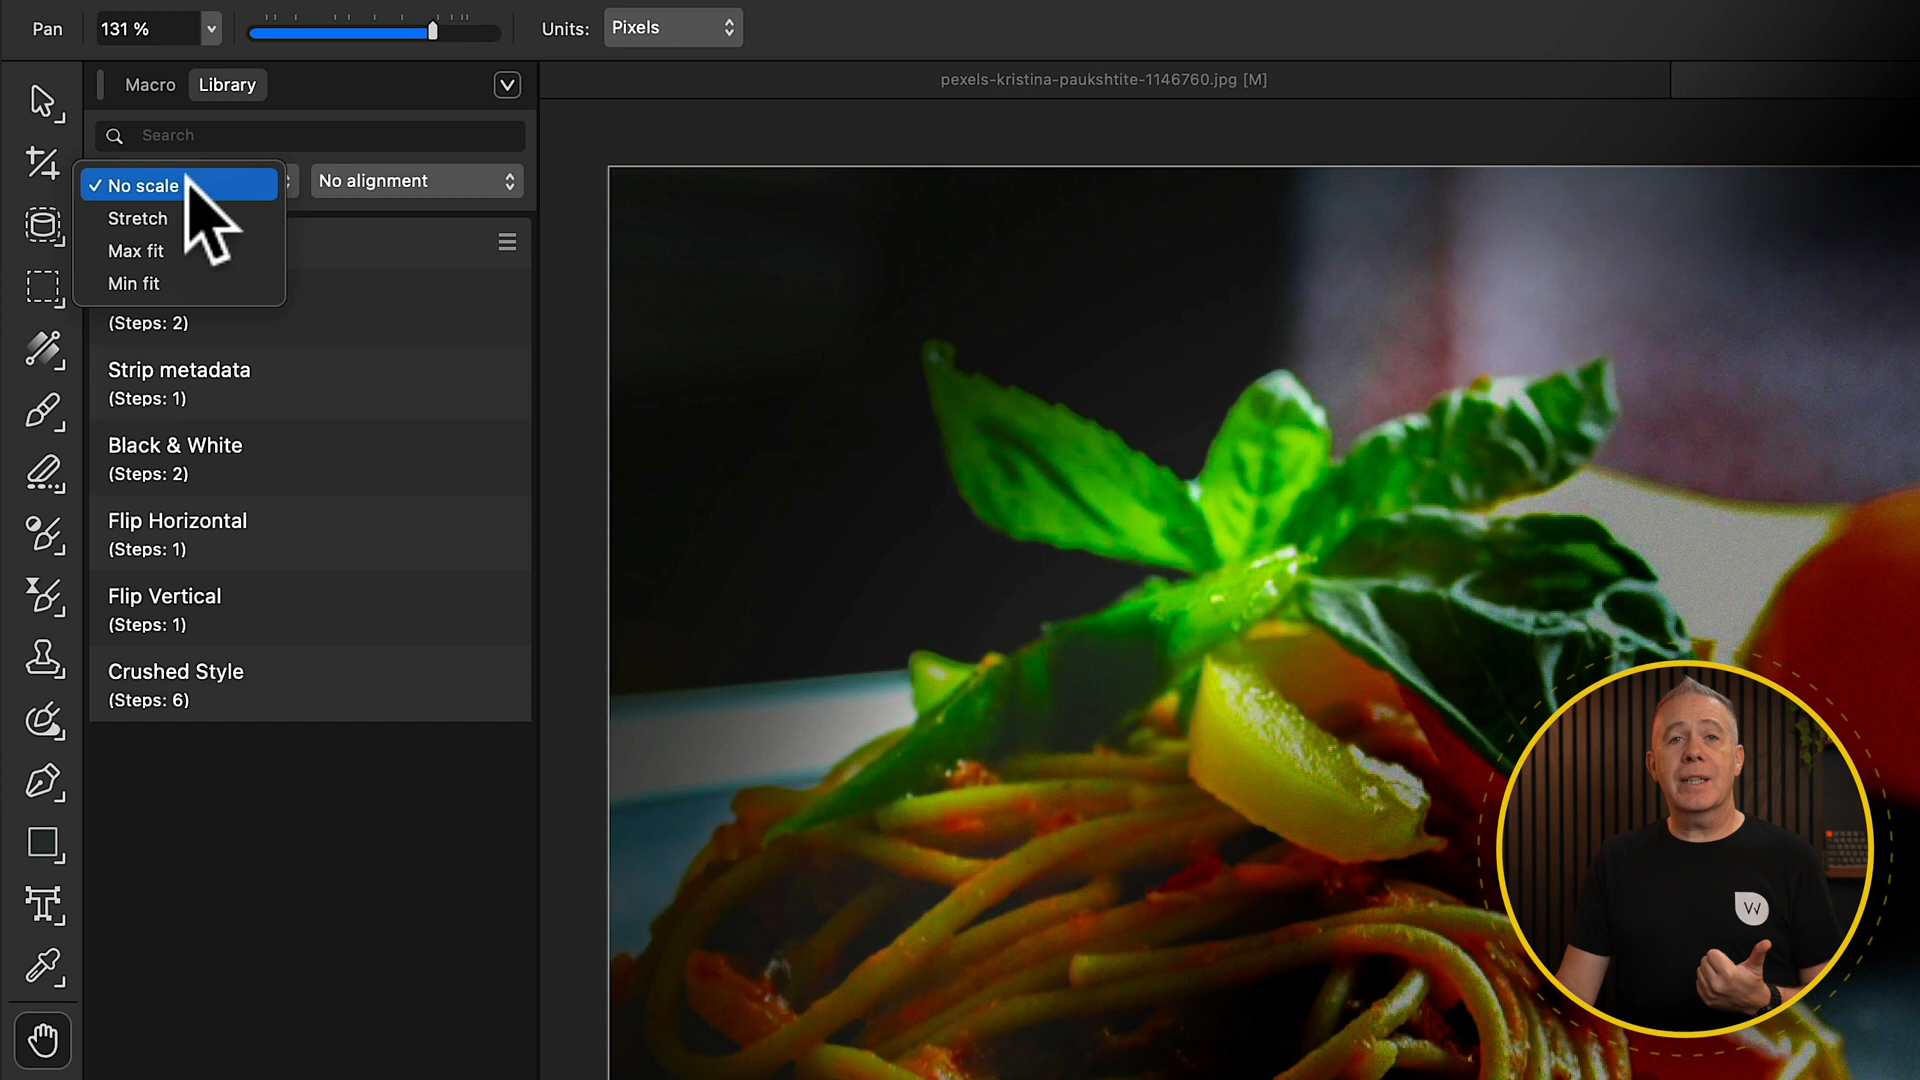 Pan
131 %
Units:
Pixels
Macro
Library
pexels-kristina-paukshtite-1146760.jpg [M]
Search
No scale
No alignment
Stretch
Max fit
Min fit
(Steps: 2)
Strip metadata
(Steps: 1)
Black & White
(Steps: 2)
Flip Horizontal
(Steps: 1)
Flip Vertical
(Steps: 1)
Crushed Style
(Steps: 6)
W